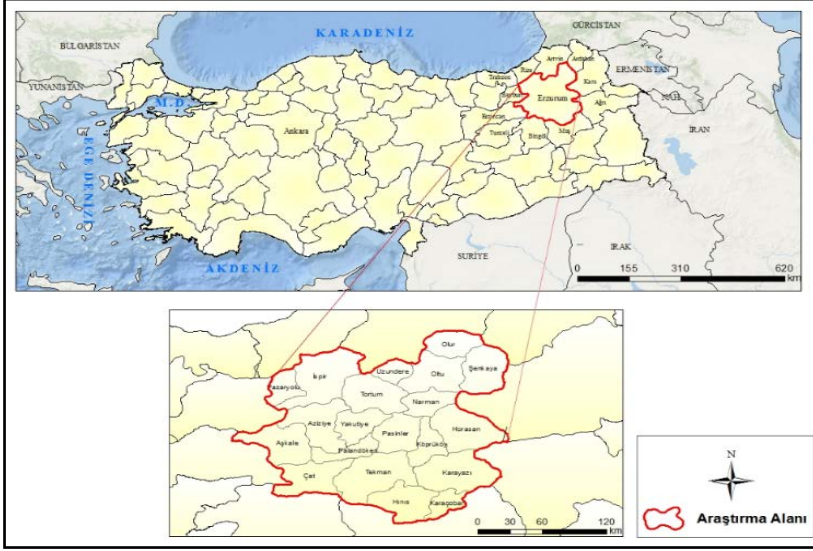 KARADENİZ
GÜRCİSTAN
BULGARİSTAN
YUNANİSTAN
ERMENİSTAN
M.D.
Artvin
Ardahan
Rize
Trabzon
Kars
Bayburt
Erzurum
Ağrı
NAH.
Erzincan
Ankara
Tunceli
Bingöl
Muş
İRAN
EGE DENİZİ
AKDENİZ
SURİYE
IRAK
0 155 310 620
km
Olur
İspir
Uzundere
Oltu
Şenkaya
Pazaryolu
Tortum
Narman
Aziziye
Yakutiye
Pasinler
Horasan
Aşkale
Palandöken
Köprüköy
Çat
Tekman
Karayazı
Hınıs
Karaçoban
0 30 60 120
km
N
Araştırma Alanı